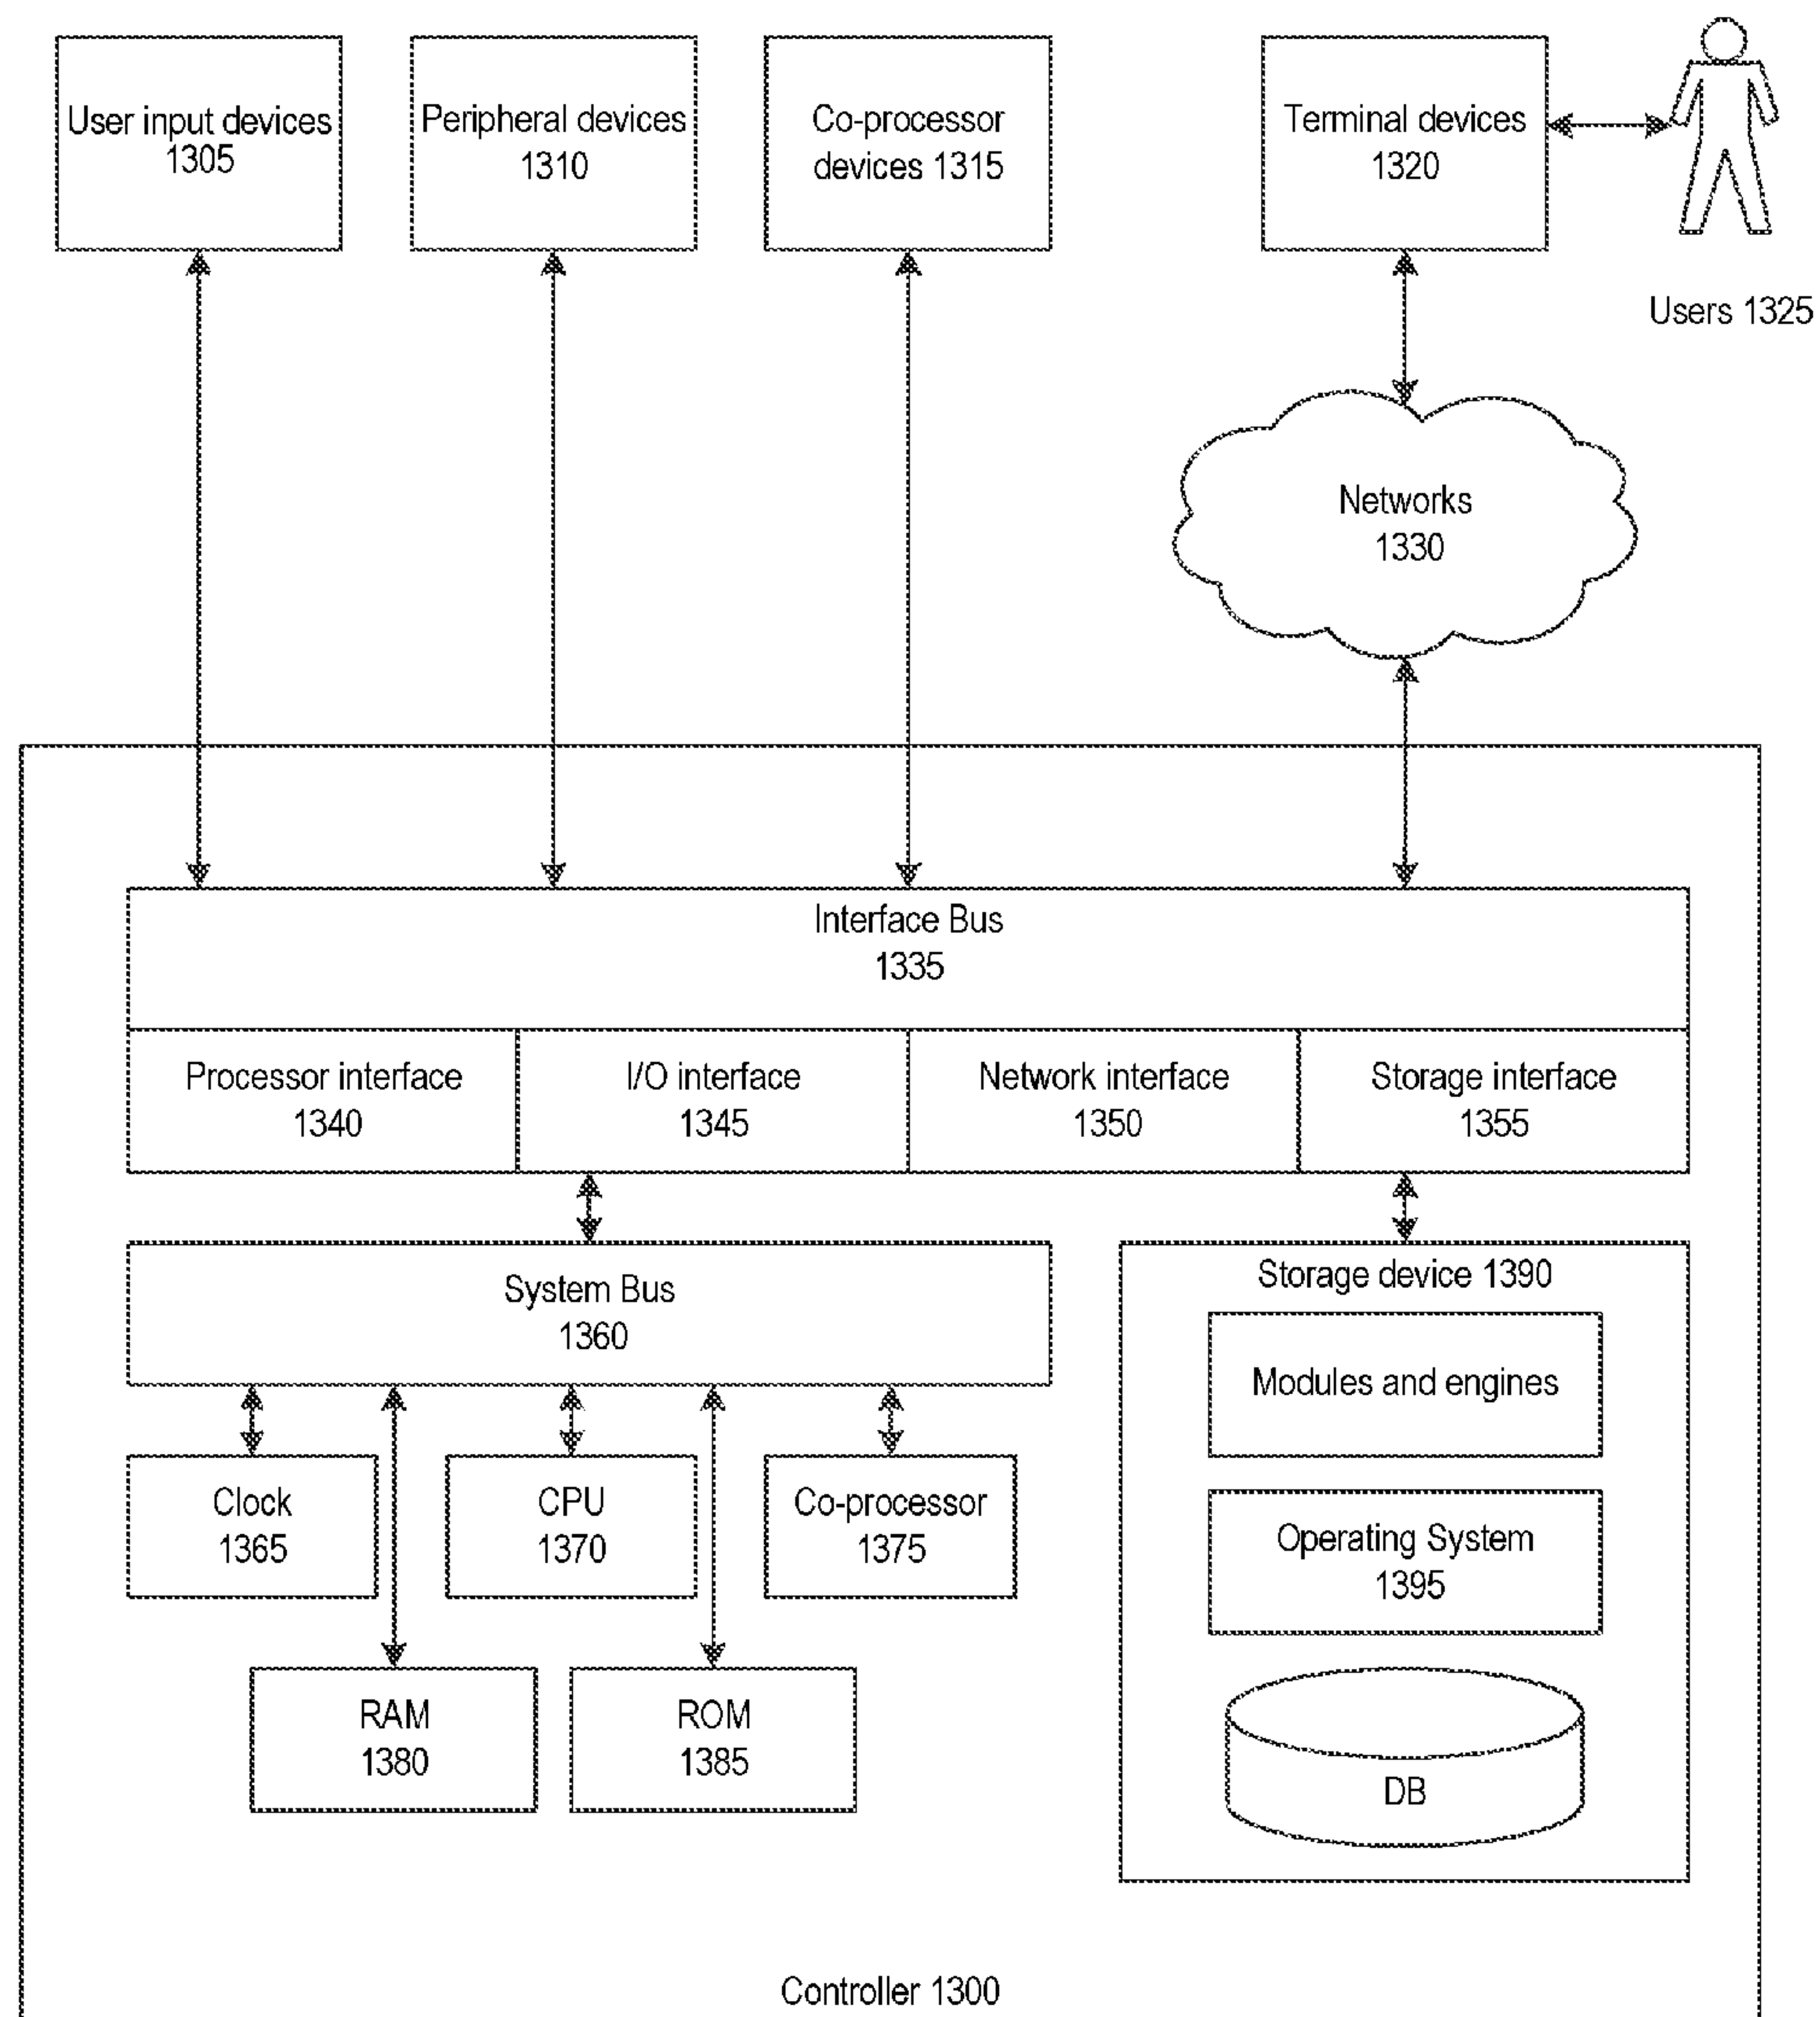 User input devices
1305
Peripheral devices
1310
Co-processor
devices 1315
Terminal devices
1320
Users 1325
Networks
1330
Interface Bus
1335
Processor interface
1340
I/O interface
1345
Network interface
1350
Storage interface
1355
System Bus
1360
Storage device 1390
Modules and engines
Clock
1365
CPU
1370
Co-processor
1375
Operating System
1395
RAM
1380
ROM
1385
DB
Controller 1300